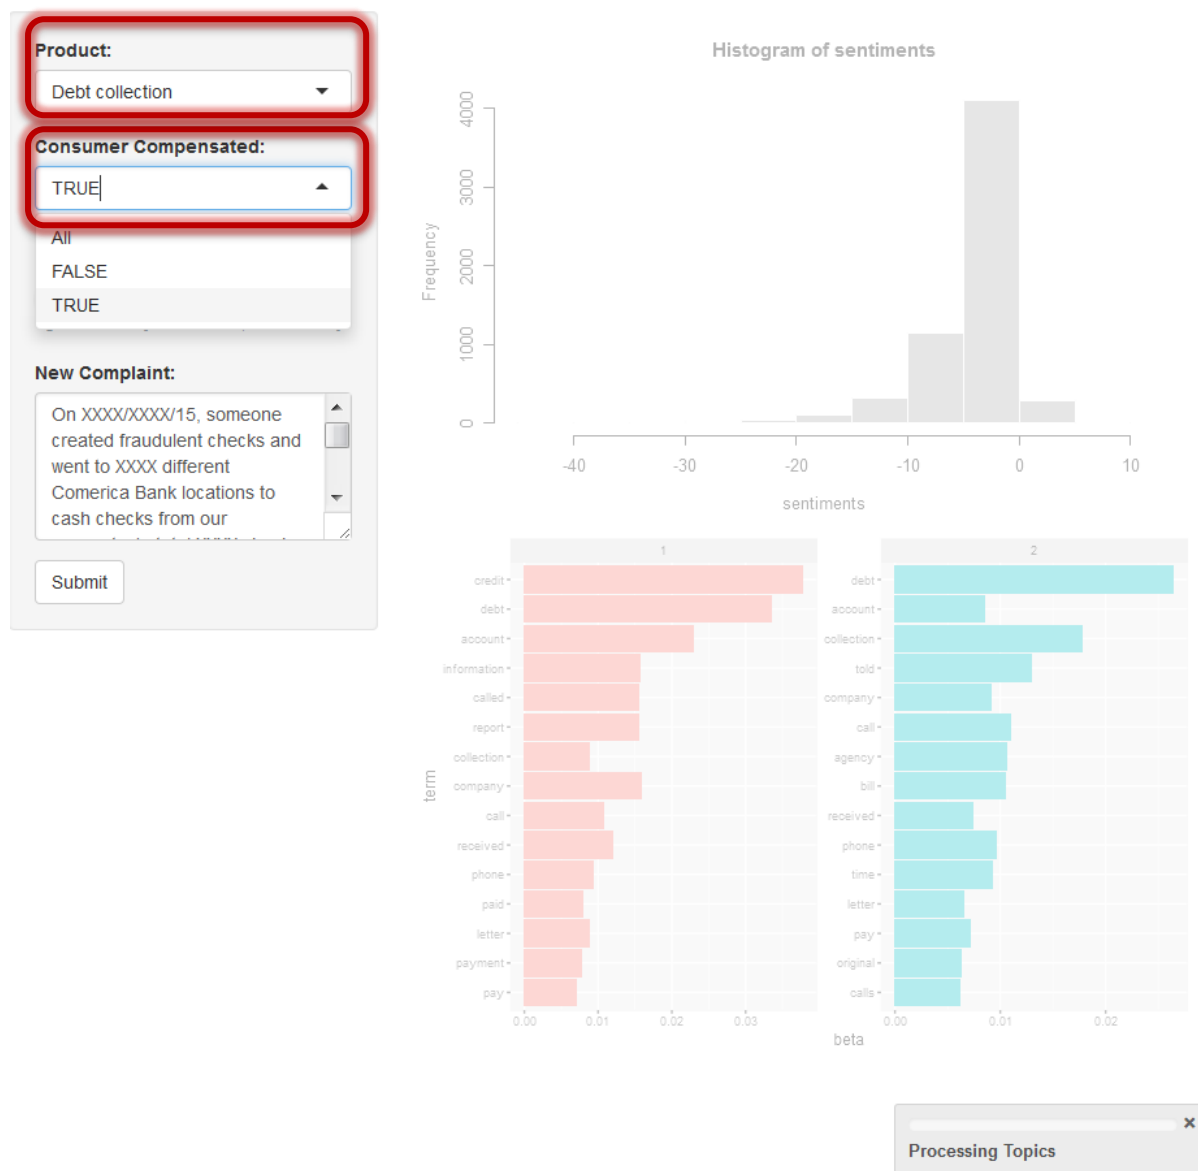 Product:
Debt collection
Consumer Compensated:
TRUE
All
FALSE
TRUE
New Complaint:
On XXXX/XXXX/15, someone
created fraudulent checks and
went to XXXX different
Comerica Bank locations to
cash checks from our
Submit
Histogram of sentiments
Frequency
4000
3000
2000
1000
0
-40 -30 -20 -10 0 10
sentiments
term
1
credit
debt
account
information
called
report
collection
company
call
received
phone
paid
letter
payment
pay
0.00 0.01 0.02 0.03
2
debt
account
collection
told
company
call
agency
bill
received
phone
time
letter
pay
original
calls
0.00 0.01 0.02
beta
×
Processing Topics